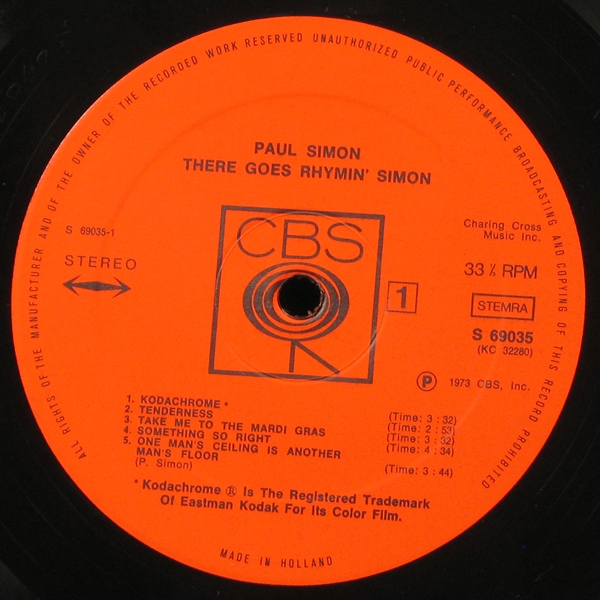 ALL RIGHTS OF THE MANUFACTURER AND OF THE OWNER OF THE RECORDED WORK RESERVED UNAUTHORIZED PUBLIC PERFORMANCE BROADCASTING AND COPYING OF THIS RECORD PROHIBITED
PAUL SIMON
THERE GOES RHYMIN' SIMON
CBS
S 69035-1
STEREO
Charing Cross
Music Inc.
33⅓ RPM
1
STEMRA
S 69035
(KC 32280)
Ⓟ 1973 CBS, Inc.
1. KODACHROME * (Time: 3 : 32)
2. TENDERNESS (Time: 2 : 53)
3. TAKE ME TO THE MARDI GRAS (Time: 3 : 32)
4. SOMETHING SO RIGHT (Time: 4 : 34)
5. ONE MAN'S CEILING IS ANOTHER
MAN'S FLOOR (Time: 3 : 44)
(P. Simon)
* Kodachrome ® Is The Registered Trademark
Of Eastman Kodak For Its Color Film.
MADE IN HOLLAND